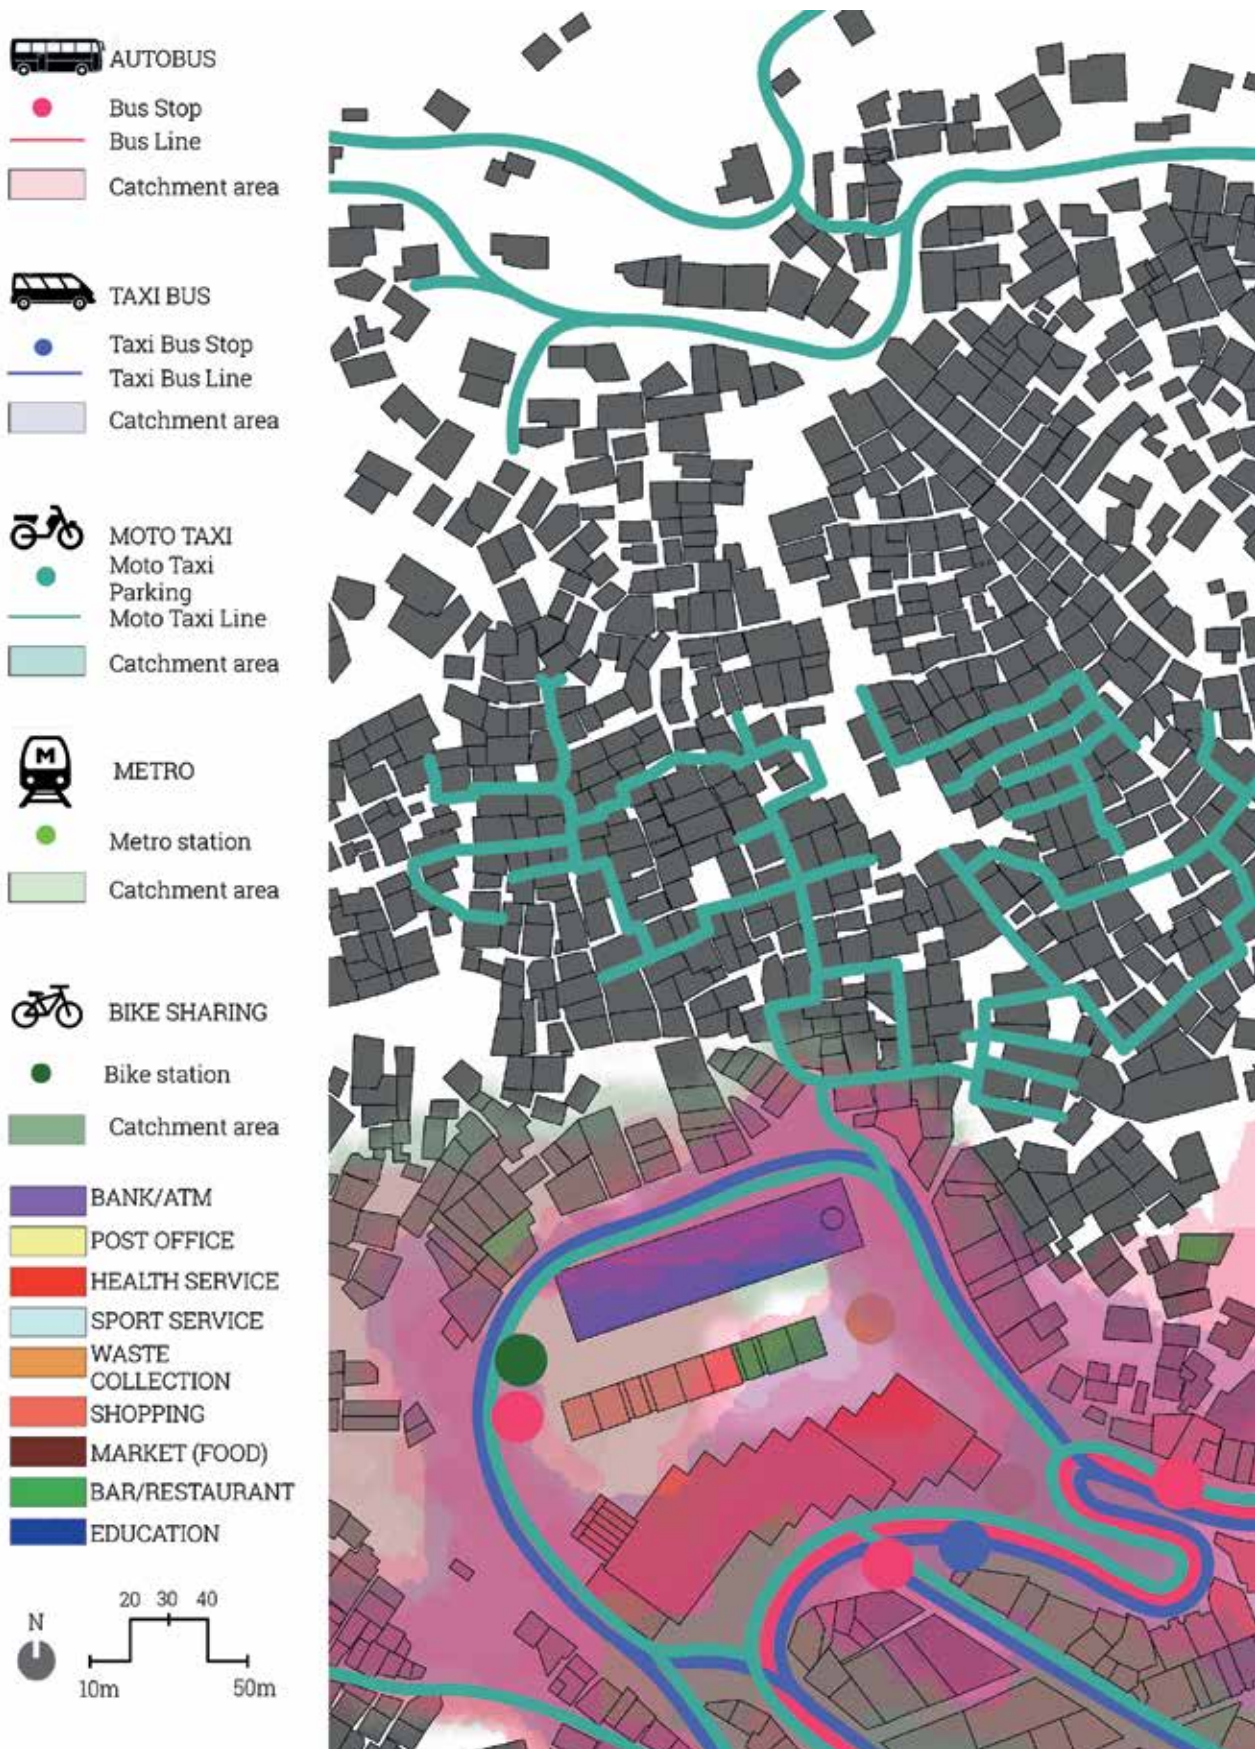 AUTOBUS
Bus Stop
Bus Line
Catchment area
TAXI BUS
Taxi Bus Stop
Taxi Bus Line
Catchment area
MOTO TAXI
Moto Taxi
Parking
Moto Taxi Line
Catchment area
M
METRO
Metro station
Catchment area
BIKE SHARING
Bike station
Catchment area
BANK/ATM
POST OFFICE
HEALTH SERVICE
SPORT SERVICE
WASTE
COLLECTION
SHOPPING
MARKET (FOOD)
BAR/RESTAURANT
EDUCATION
N
20 30 40
10m 50m